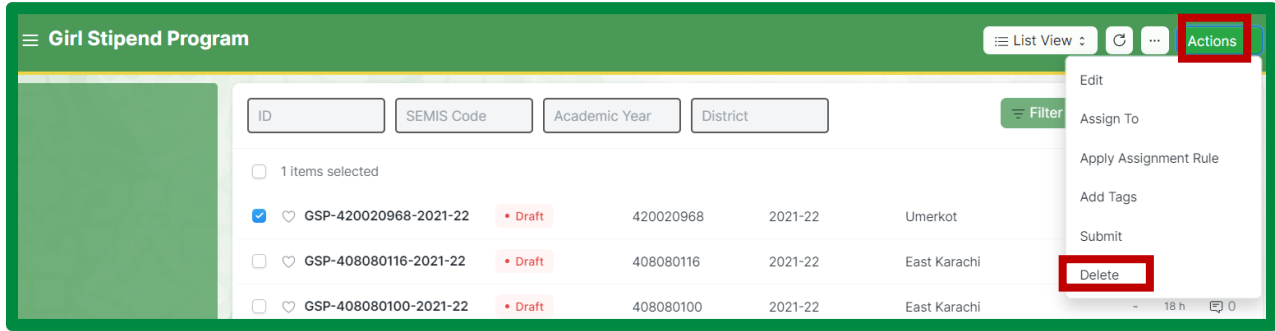 Girl Stipend Program
List View
Actions
ID
SEMIS Code
Academic Year
District
Filter
Edit
Assign To
Apply Assignment Rule
Add Tags
Submit
Delete
1 items selected
GSP-420020968-2021-22 • Draft 420020968 2021-22 Umerkot
GSP-408080116-2021-22 • Draft 408080116 2021-22 East Karachi
GSP-408080100-2021-22 • Draft 408080100 2021-22 East Karachi - 18 h 0